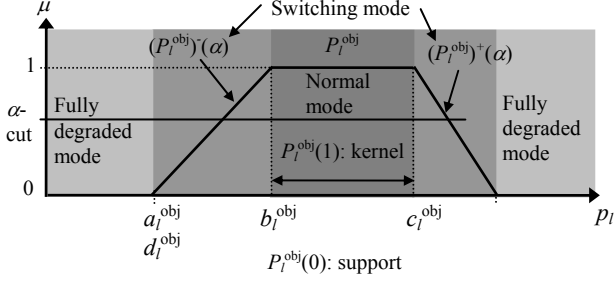 Switching mode
μ
(P_l^obj)^-(α)
P_l^obj
(P_l^obj)^+(α)
1
Normal mode
α-cut
Fully degraded mode
Fully degraded mode
P_l^obj(1): kernel
0
a_l^obj
b_l^obj
c_l^obj
p_l
d_l^obj
P_l^obj(0): support